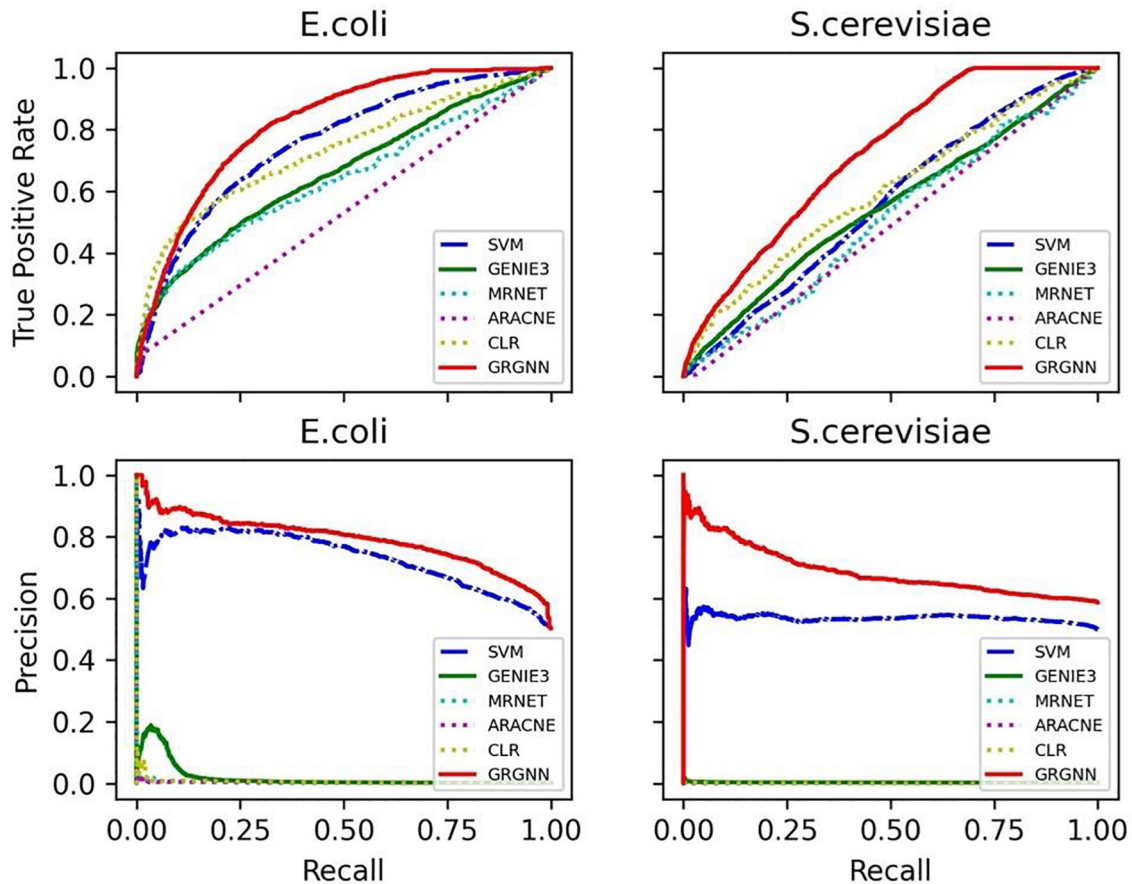 E.coli
S.cerevisiae
True Positive Rate
1.0
0.8
0.6
0.4
0.2
0.0
SVM
GENIE3
MRNET
ARACNE
CLR
GRGNN
SVM
GENIE3
MRNET
ARACNE
CLR
GRGNN
E.coli
S.cerevisiae
Precision
1.0
0.8
0.6
0.4
0.2
0.0
SVM
GENIE3
MRNET
ARACNE
CLR
GRGNN
SVM
GENIE3
MRNET
ARACNE
CLR
GRGNN
0.00 0.25 0.50 0.75 1.00
0.00 0.25 0.50 0.75 1.00
Recall
Recall